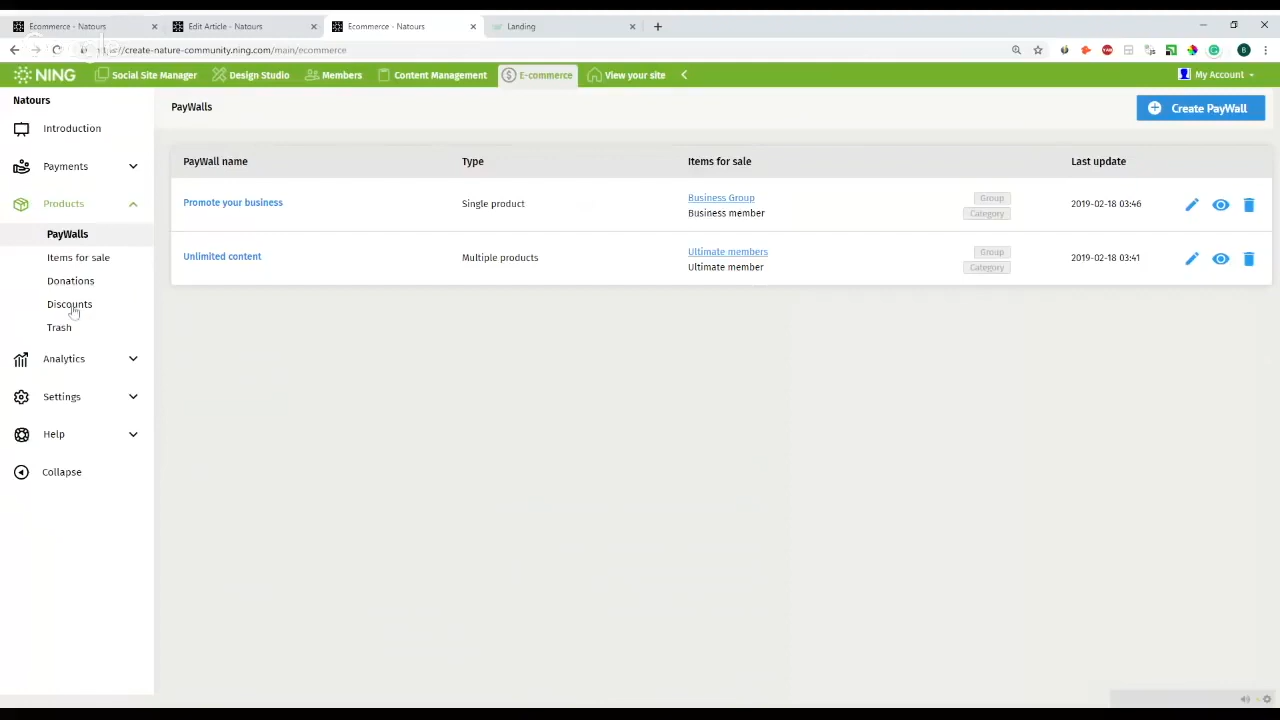 Ecommerce - Natours
Edit Article - Natours
Ecommerce - Natours
Landing
://create-nature-community.ning.com/main/ecommerce
NING
Social Site Manager
Design Studio
Members
Content Management
E-commerce
View your site
My Account
Natours
Introduction
Payments
Products
PayWalls
Items for sale
Donations
Discounts
Trash
Analytics
Settings
Help
Collapse
PayWalls
Create PayWall
PayWall name Type Items for sale Last update
Promote your business Single product Business Group Group 2019-02-18 03:46
Business member Category
Unlimited content Multiple products Ultimate members Group 2019-02-18 03:41
Ultimate member Category